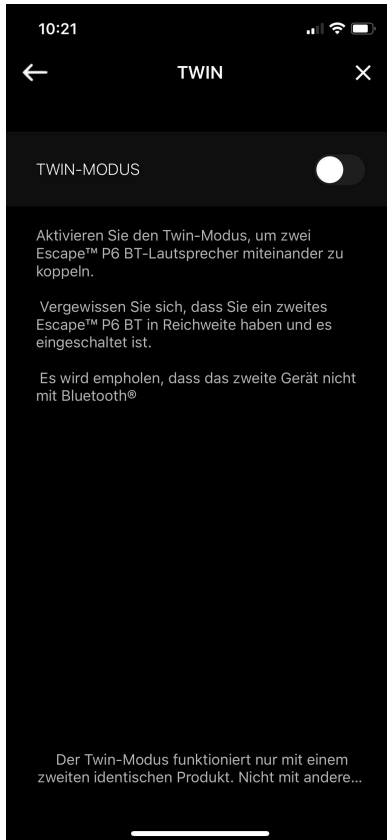 10:21
TWIN
TWIN-MODUS
Aktivieren Sie den Twin-Modus, um zwei
Escape™ P6 BT-Lautsprecher miteinander zu
koppeln.
Vergewissen Sie sich, dass Sie ein zweites
Escape™ P6 BT in Reichweite haben und es
eingeschaltet ist.
Es wird empholen, dass das zweite Gerät nicht
mit Bluetooth®
Der Twin-Modus funktioniert nur mit einem
zweiten identischen Produkt. Nicht mit andere...